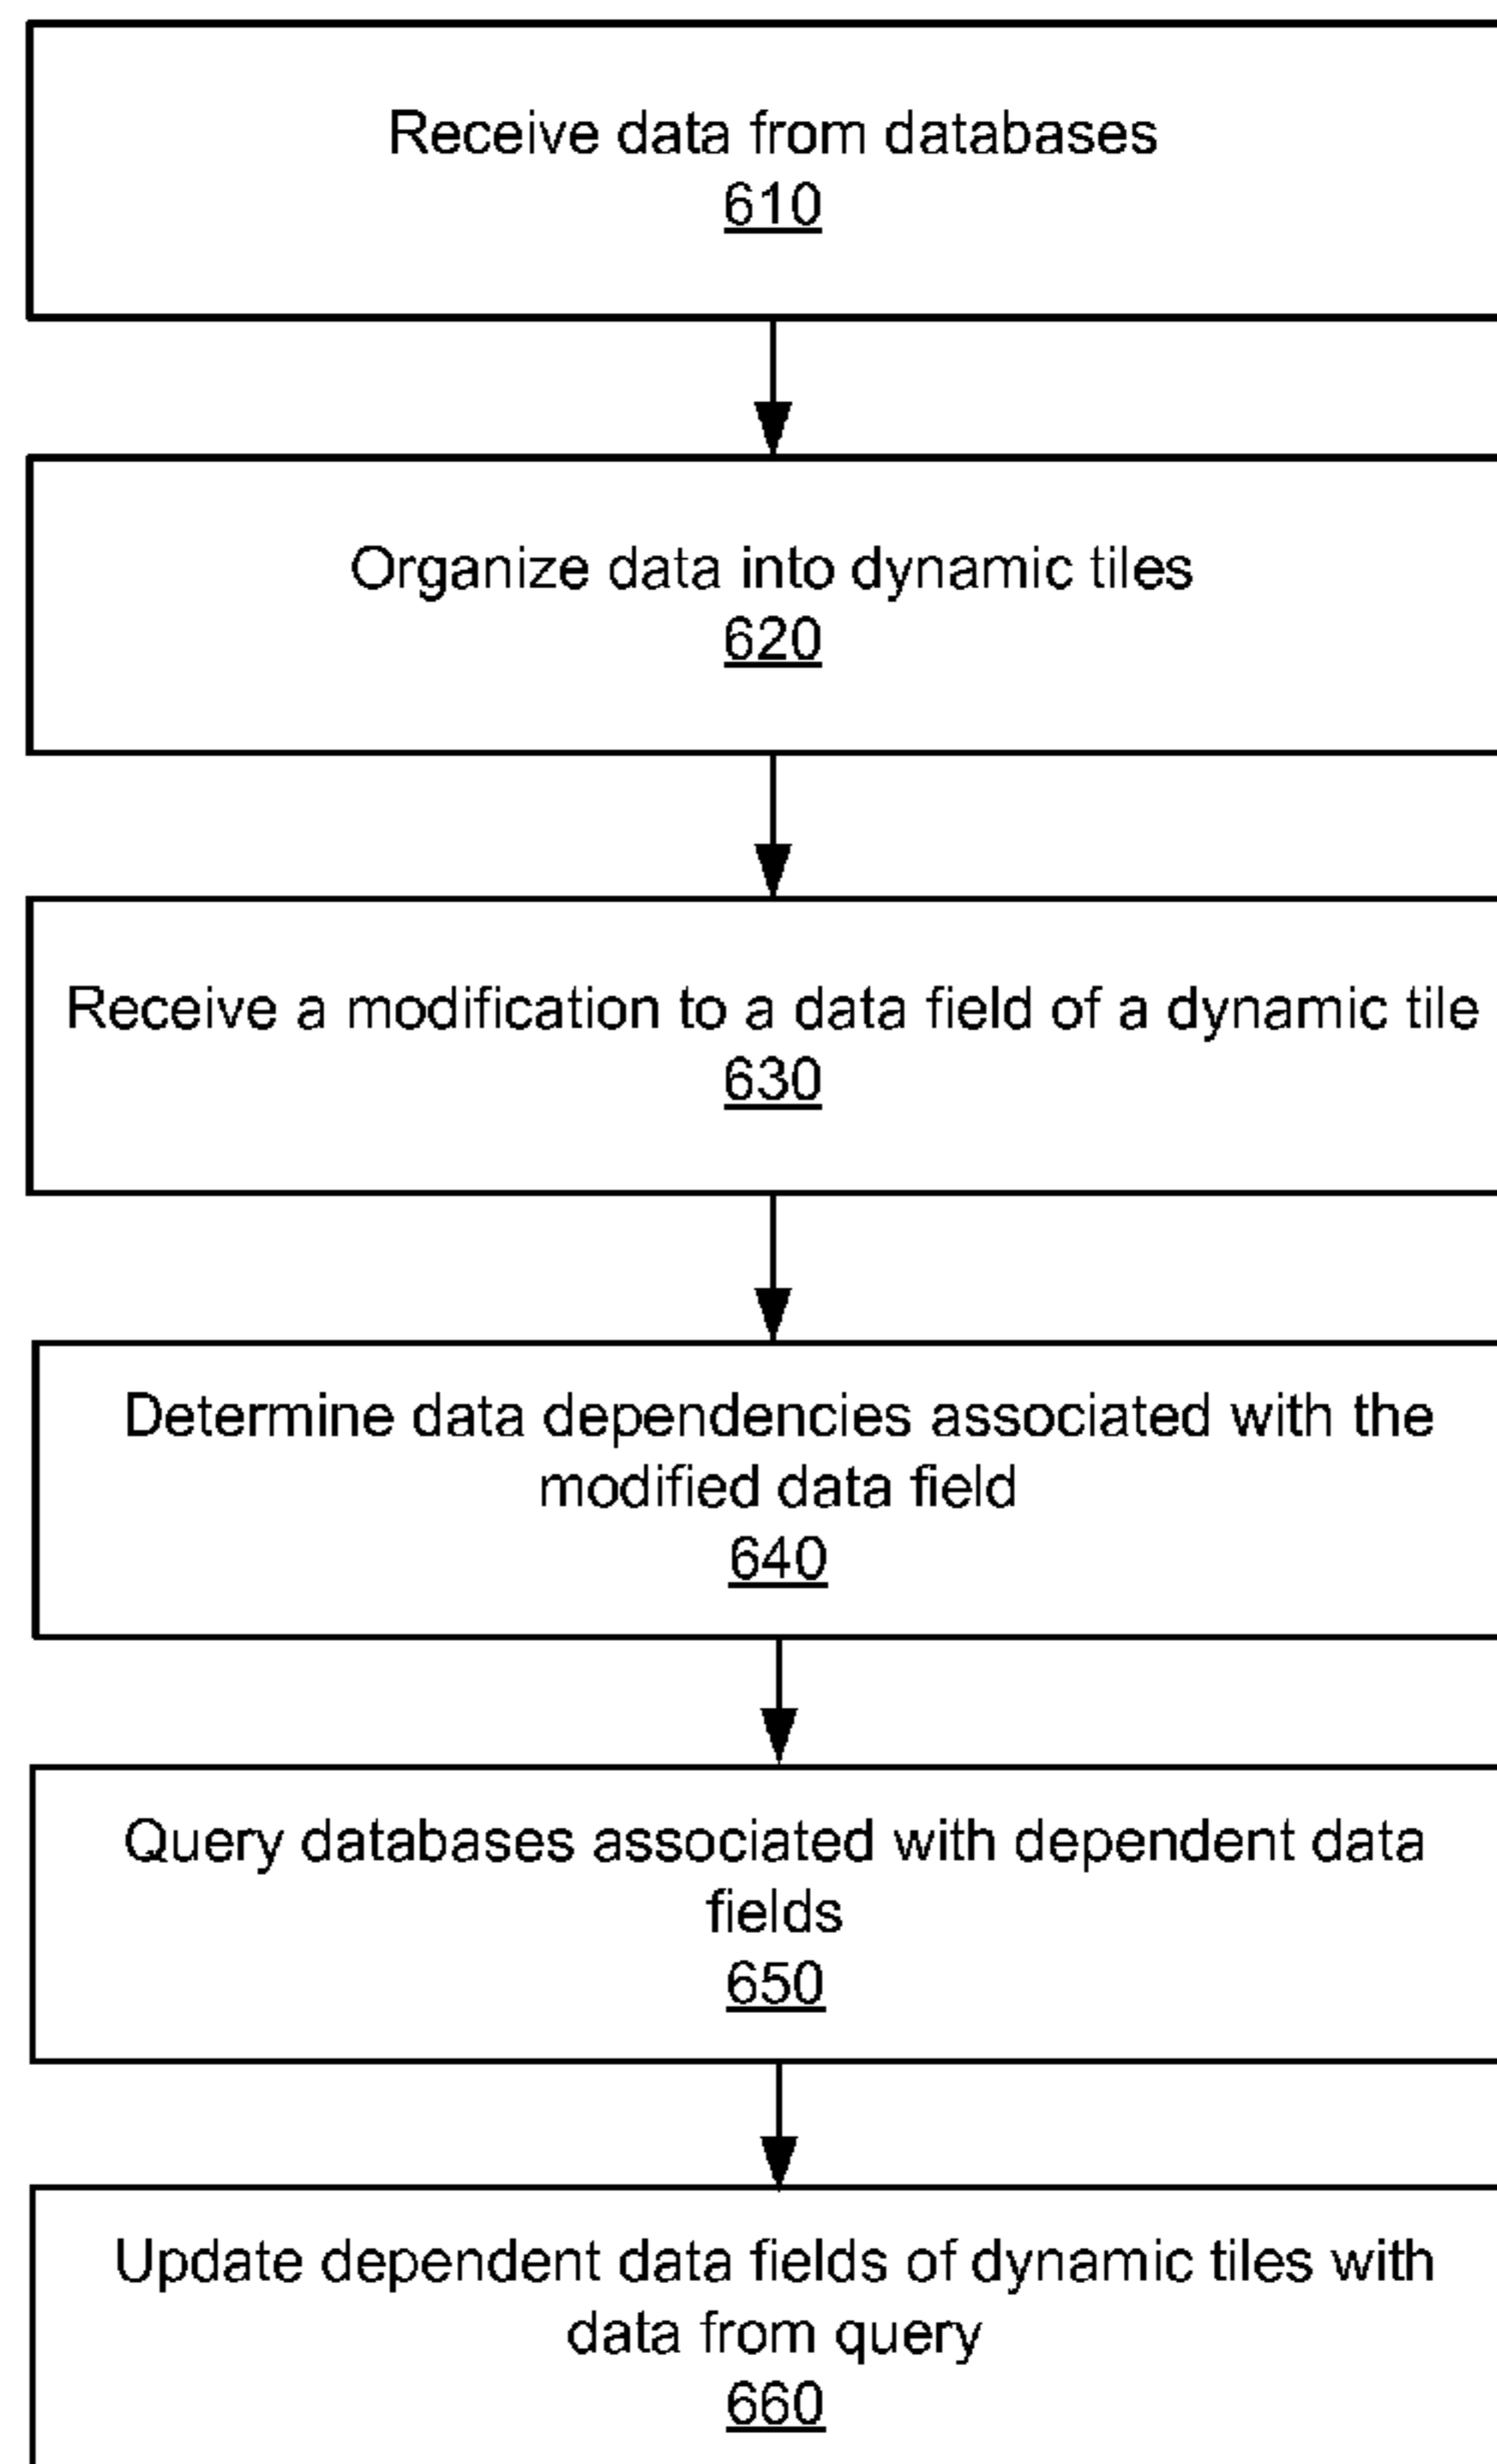 Receive data from databases
610
Organize data into dynamic tiles
620
Receive a modification to a data field of a dynamic tile
630
Determine data dependencies associated with the
modified data field
640
Query databases associated with dependent data
fields
650
Update dependent data fields of dynamic tiles with
data from query
660